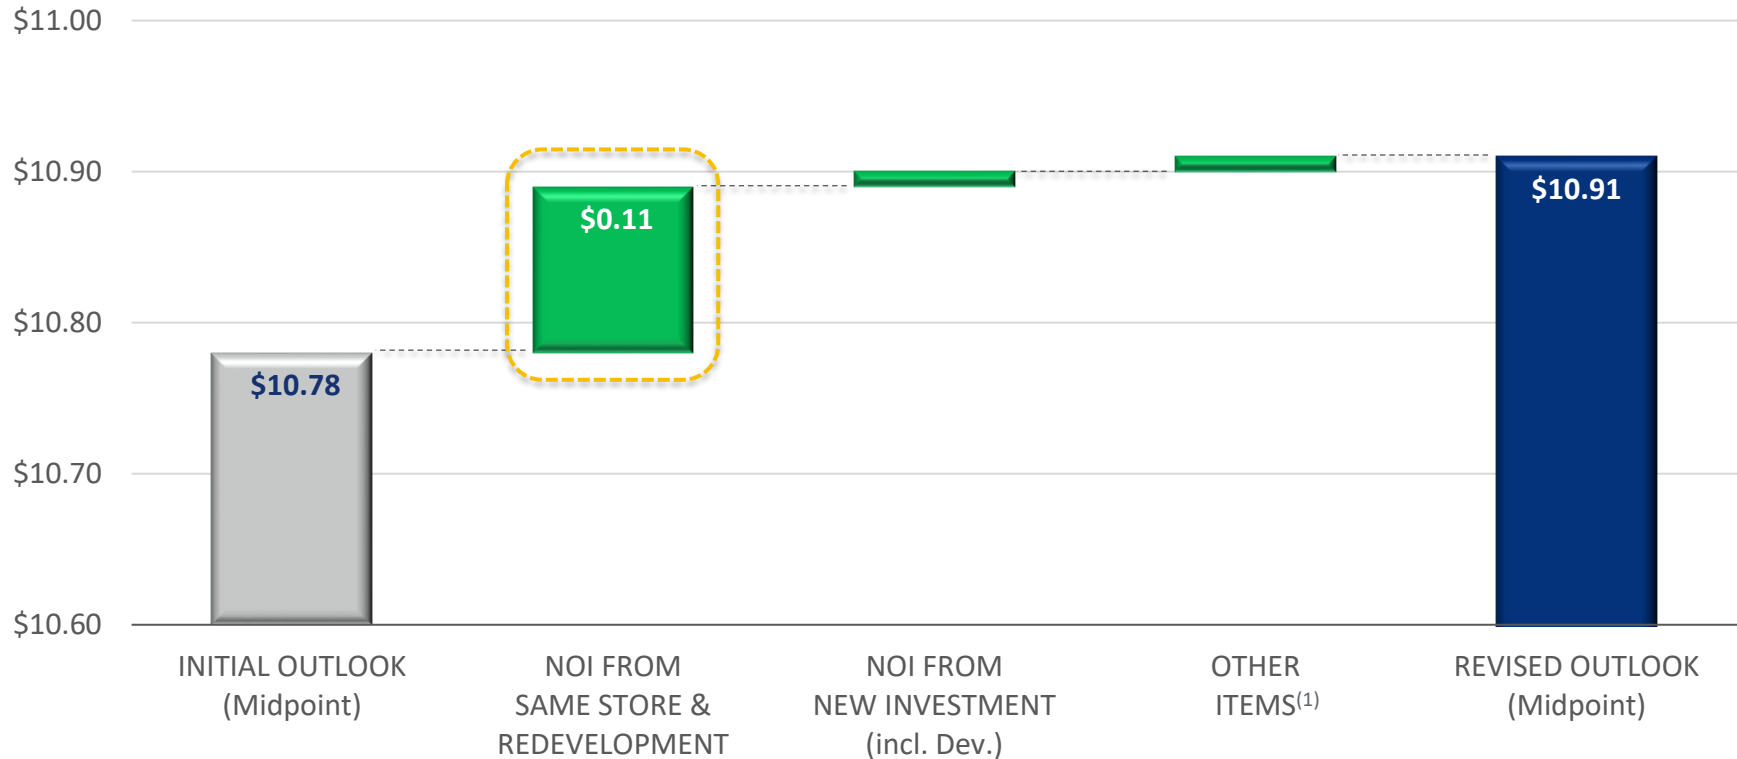 $11.00
$10.90
$10.80
$10.70
$10.60
$10.78
$0.11
$10.91
INITIAL OUTLOOK
(Midpoint)
NOI FROM
SAME STORE &
REDEVELOPMENT
NOI FROM
NEW INVESTMENT
(incl. Dev.)
OTHER
ITEMS(1)
REVISED OUTLOOK
(Midpoint)